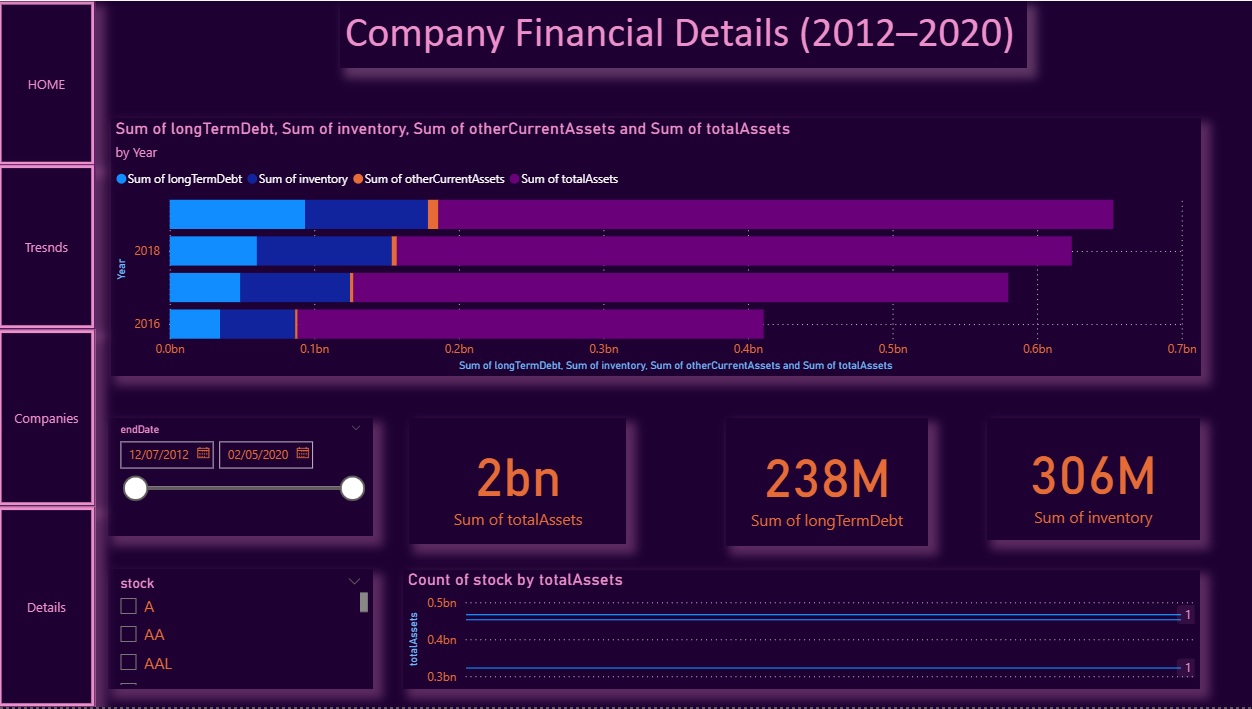 Company Financial Details (2012–2020)
HOME
Tresnds
Companies
Details
Sum of longTermDebt, Sum of inventory, Sum of otherCurrentAssets and Sum of totalAssets
by Year
Sum of longTermDebt Sum of inventory Sum of otherCurrentAssets Sum of totalAssets
Year
2018
2016
0.0bn 0.1bn 0.2bn 0.3bn 0.4bn 0.5bn 0.6bn 0.7bn
Sum of longTermDebt, Sum of inventory, Sum of otherCurrentAssets and Sum of totalAssets
endDate
12/07/2012 02/05/2020
2bn
Sum of totalAssets
238M
Sum of longTermDebt
306M
Sum of inventory
stock
A
AA
AAL
Count of stock by totalAssets
totalAssets
0.5bn
1
0.4bn
1
0.3bn